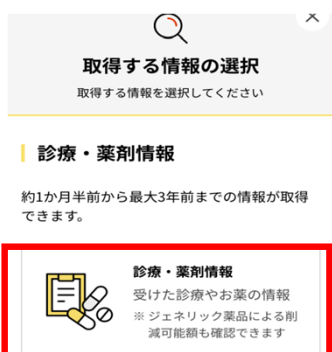 取得する情報の選択
取得する情報を選択してください
診療・薬剤情報
約1か月半前から最大3年前までの情報が取得
できます。
診療・薬剤情報
受けた診療やお薬の情報
※ ジェネリック薬品による削
減可能額も確認できます